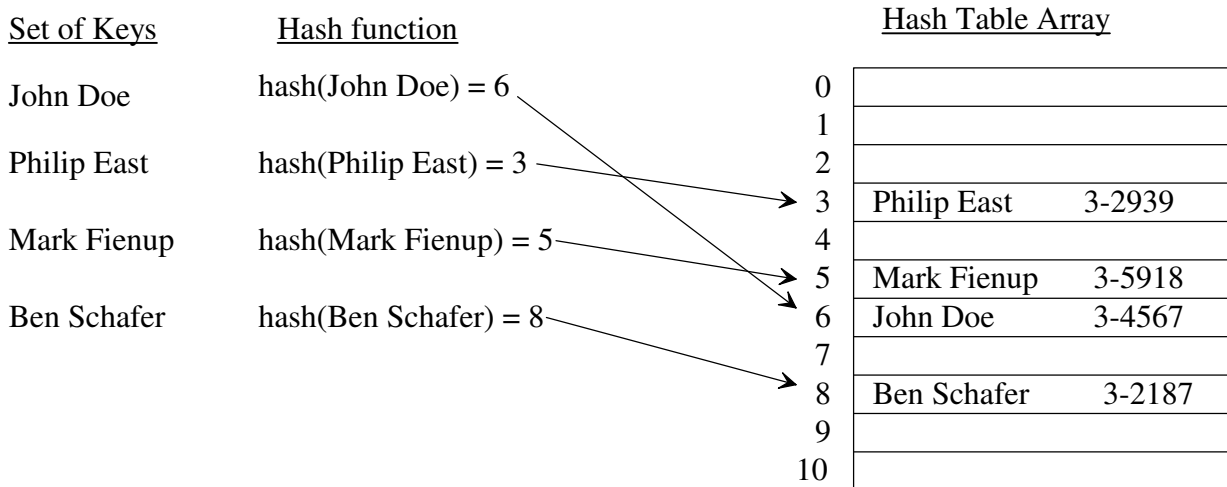 Set of Keys Hash function Hash Table Array
John Doe hash(John Doe) = 6
Philip East hash(Philip East) = 3
Mark Fienup hash(Mark Fienup) = 5
Ben Schafer hash(Ben Schafer) = 8
0
1
2
3 Philip East 3-2939
4
5 Mark Fienup 3-5918
6 John Doe 3-4567
7
8 Ben Schafer 3-2187
9
10